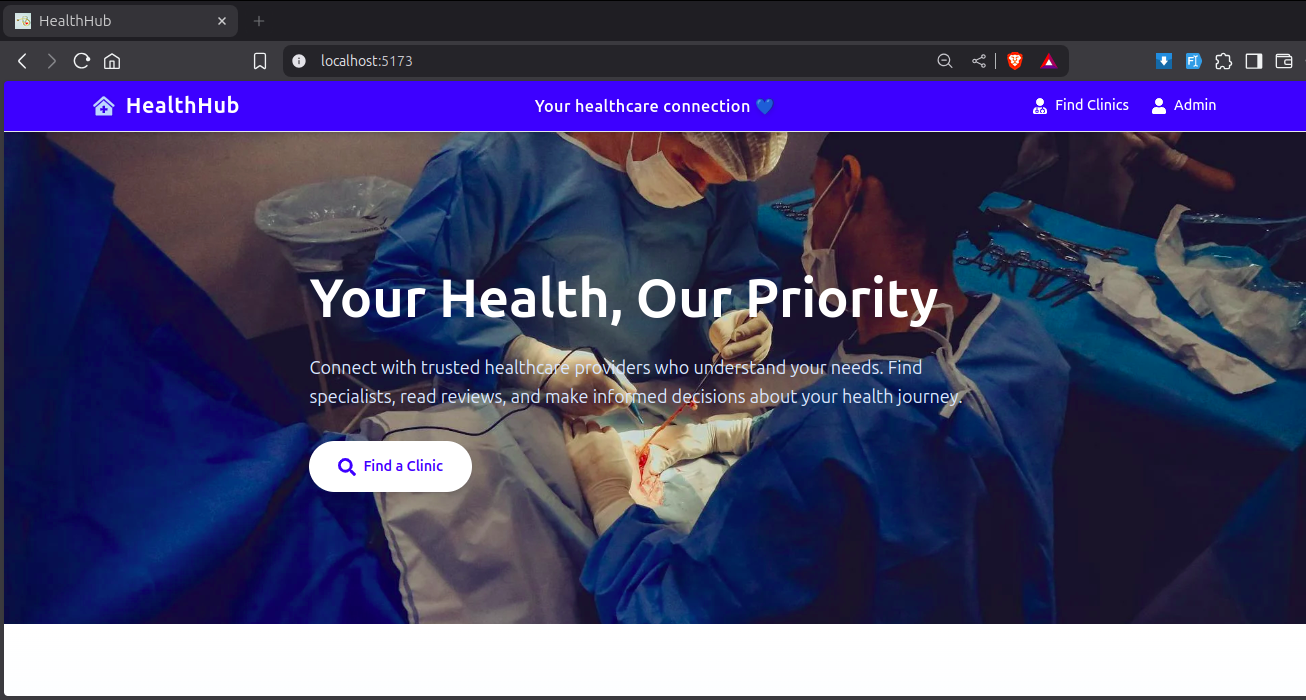 HealthHub
localhost:5173
HealthHub
Your healthcare connection 💙
Find Clinics
Admin
Your Health, Our Priority
Connect with trusted healthcare providers who understand your needs. Find
specialists, read reviews, and make informed decisions about your health journey.
Find a Clinic